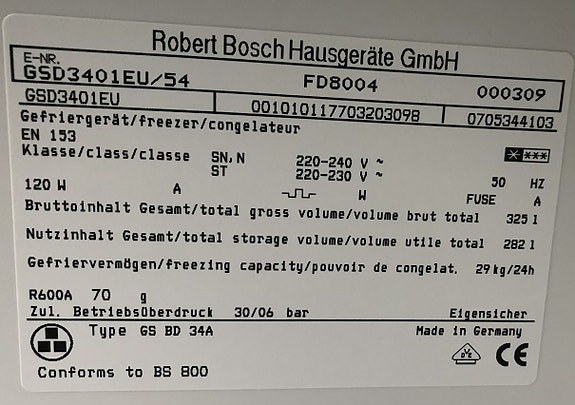 Robert Bosch Hausgeräte GmbH
E-NR. GSD3401EU/54 FD8004 000309
GSD3401EU 001010117703203098 0705344103
Gefriergerät/freezer/congelateur
EN 153
Klasse/class/classe SN,N 220-240 V ~
ST 220-230 V ~ 50 HZ
120 W A W FUSE A
Bruttoinhalt Gesamt/total gross volume/volume brut total 325 l
Nutzinhalt Gesamt/total storage volume/volume utile total 282 l
Gefriervermögen/freezing capacity/pouvoir de congelat. 29 kg/24h
R600A 70 g
Zul. Betriebsüberdruck 30/06 bar Eigensicher
Type GS BD 34A Made in Germany
DVE CE
Conforms to BS 800